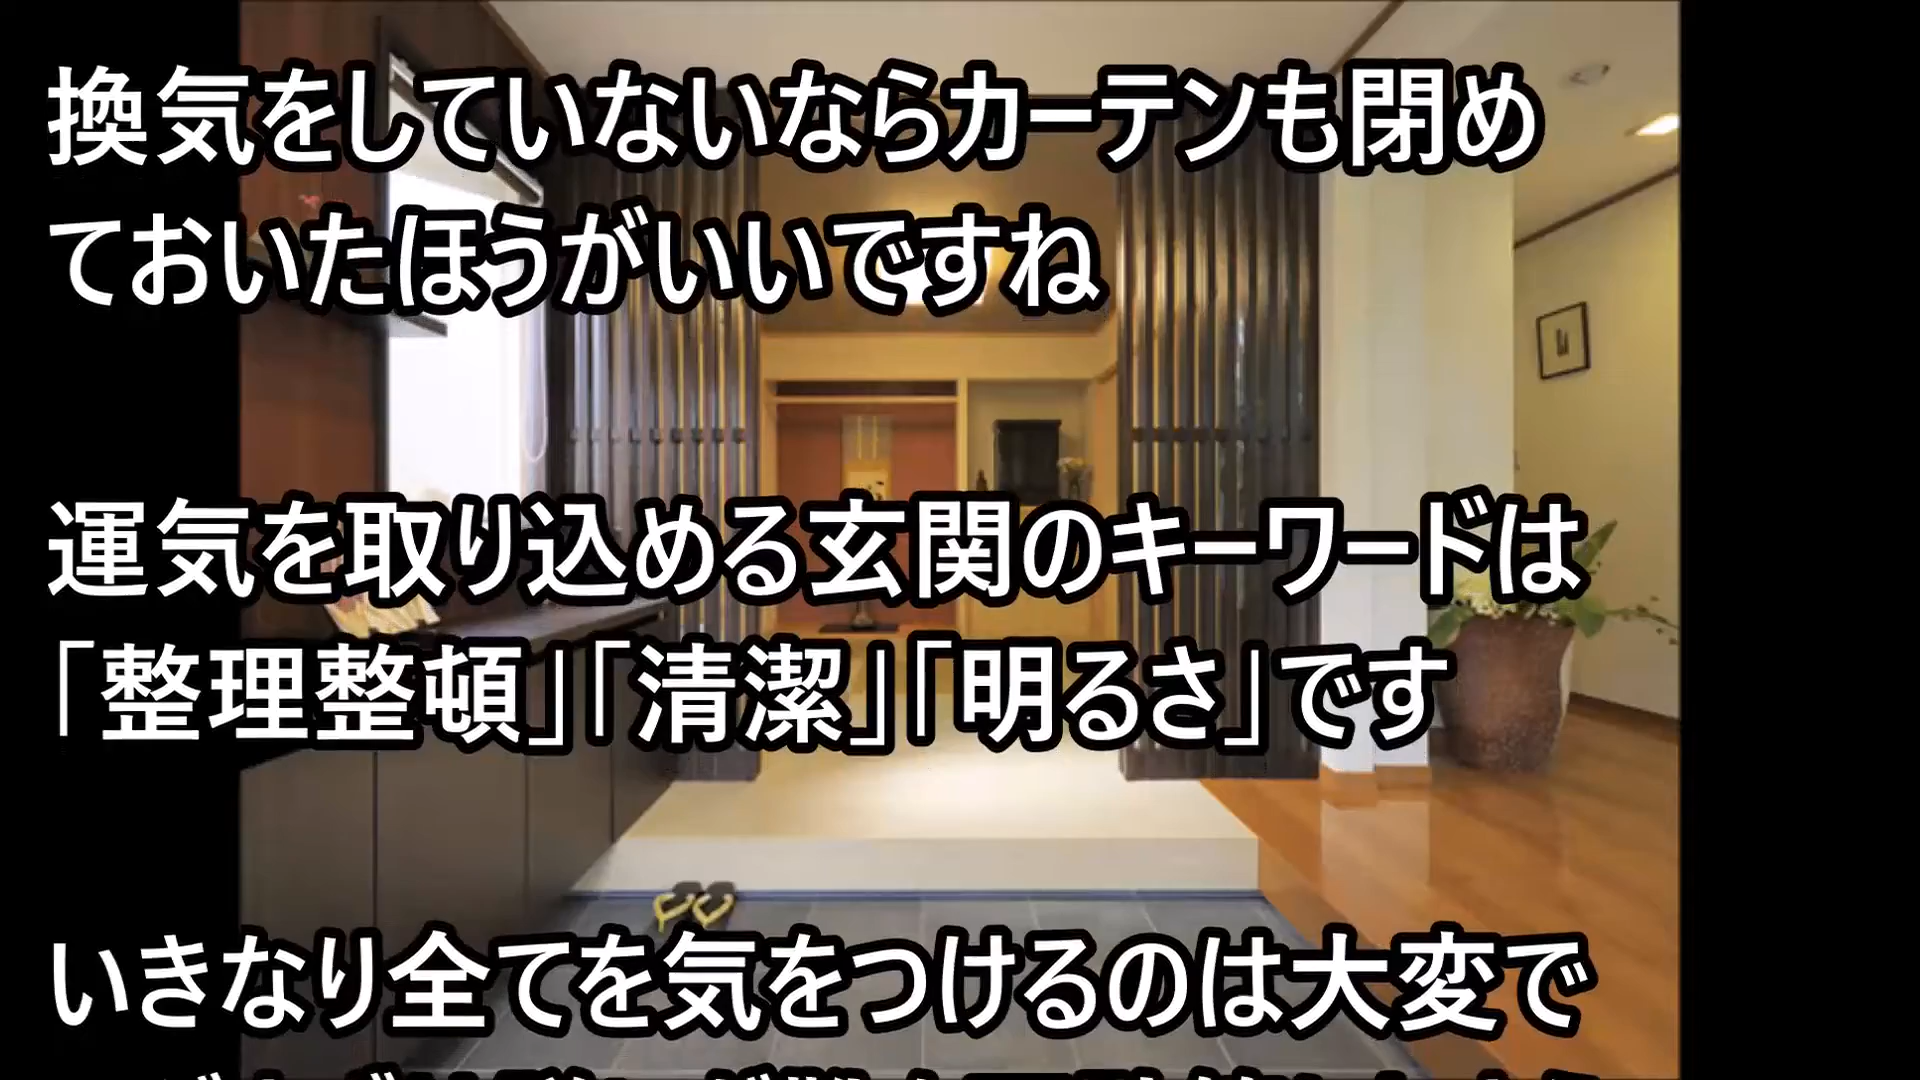 換気をしていないならカーテンも閉め
ておいたほうがいいですね
運気を取り込める玄関のキーワードは
「整理整頓」「清潔」「明るさ」です
いきなり全てを気をつけるのは大変で